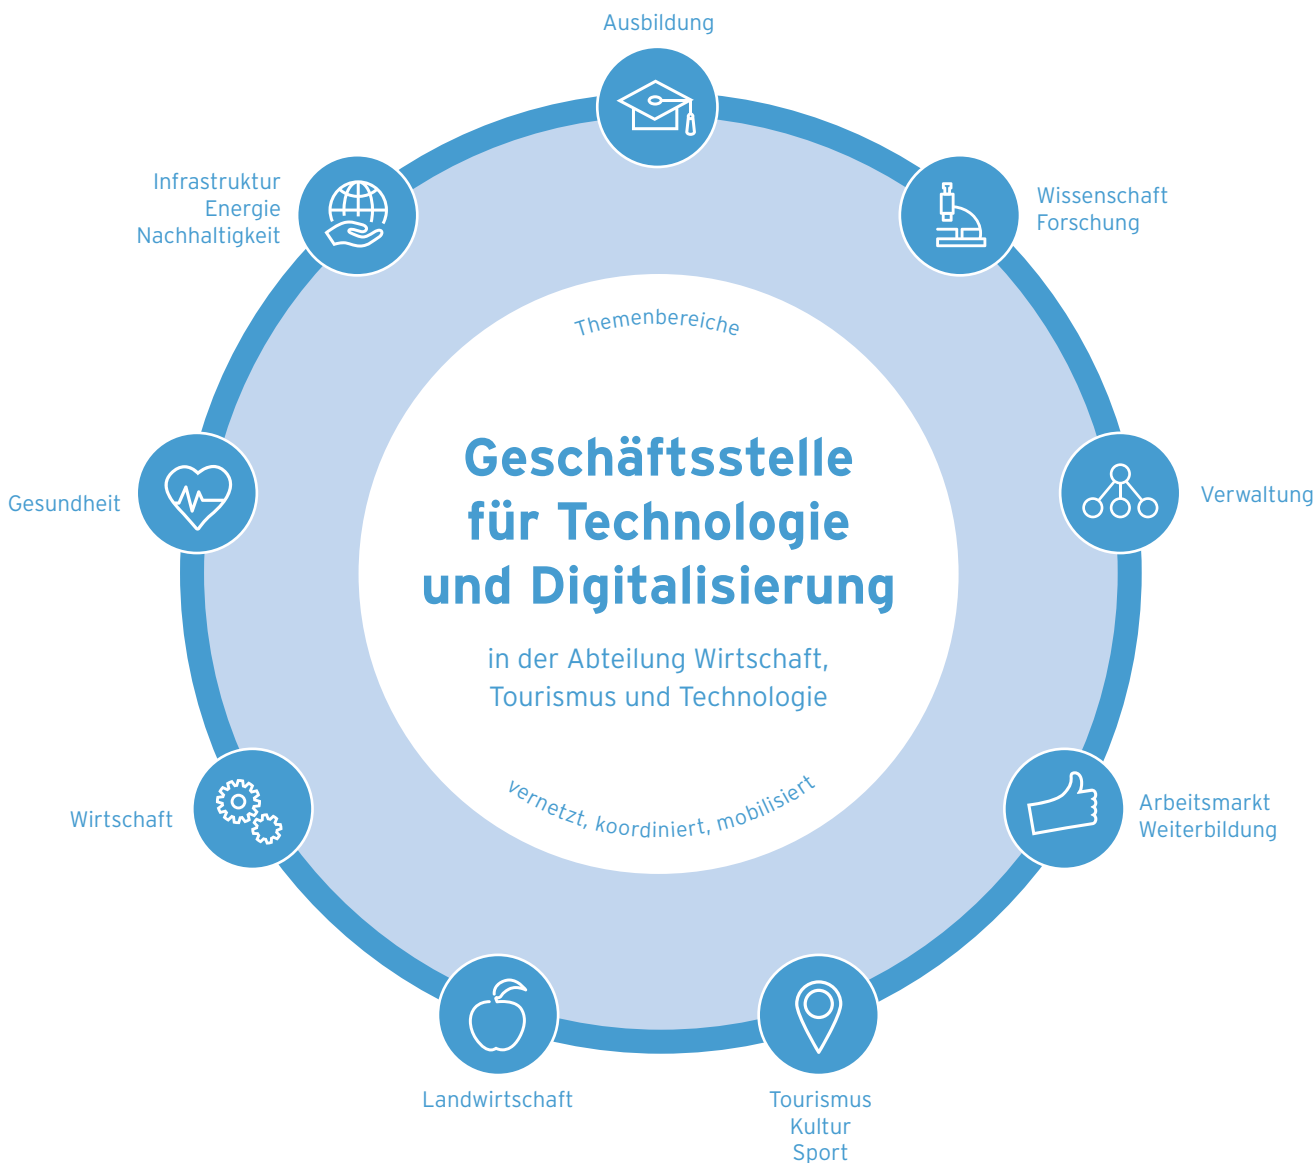 Ausbildung
Infrastruktur
Energie
Nachhaltigkeit
Wissenschaft
Forschung
Themenbereiche
Geschäftsstelle
für Technologie
und Digitalisierung
in der Abteilung Wirtschaft,
Tourismus und Technologie
vernetzt, koordiniert, mobilisiert
Gesundheit
Verwaltung
Wirtschaft
Arbeitsmarkt
Weiterbildung
Landwirtschaft
Tourismus
Kultur
Sport